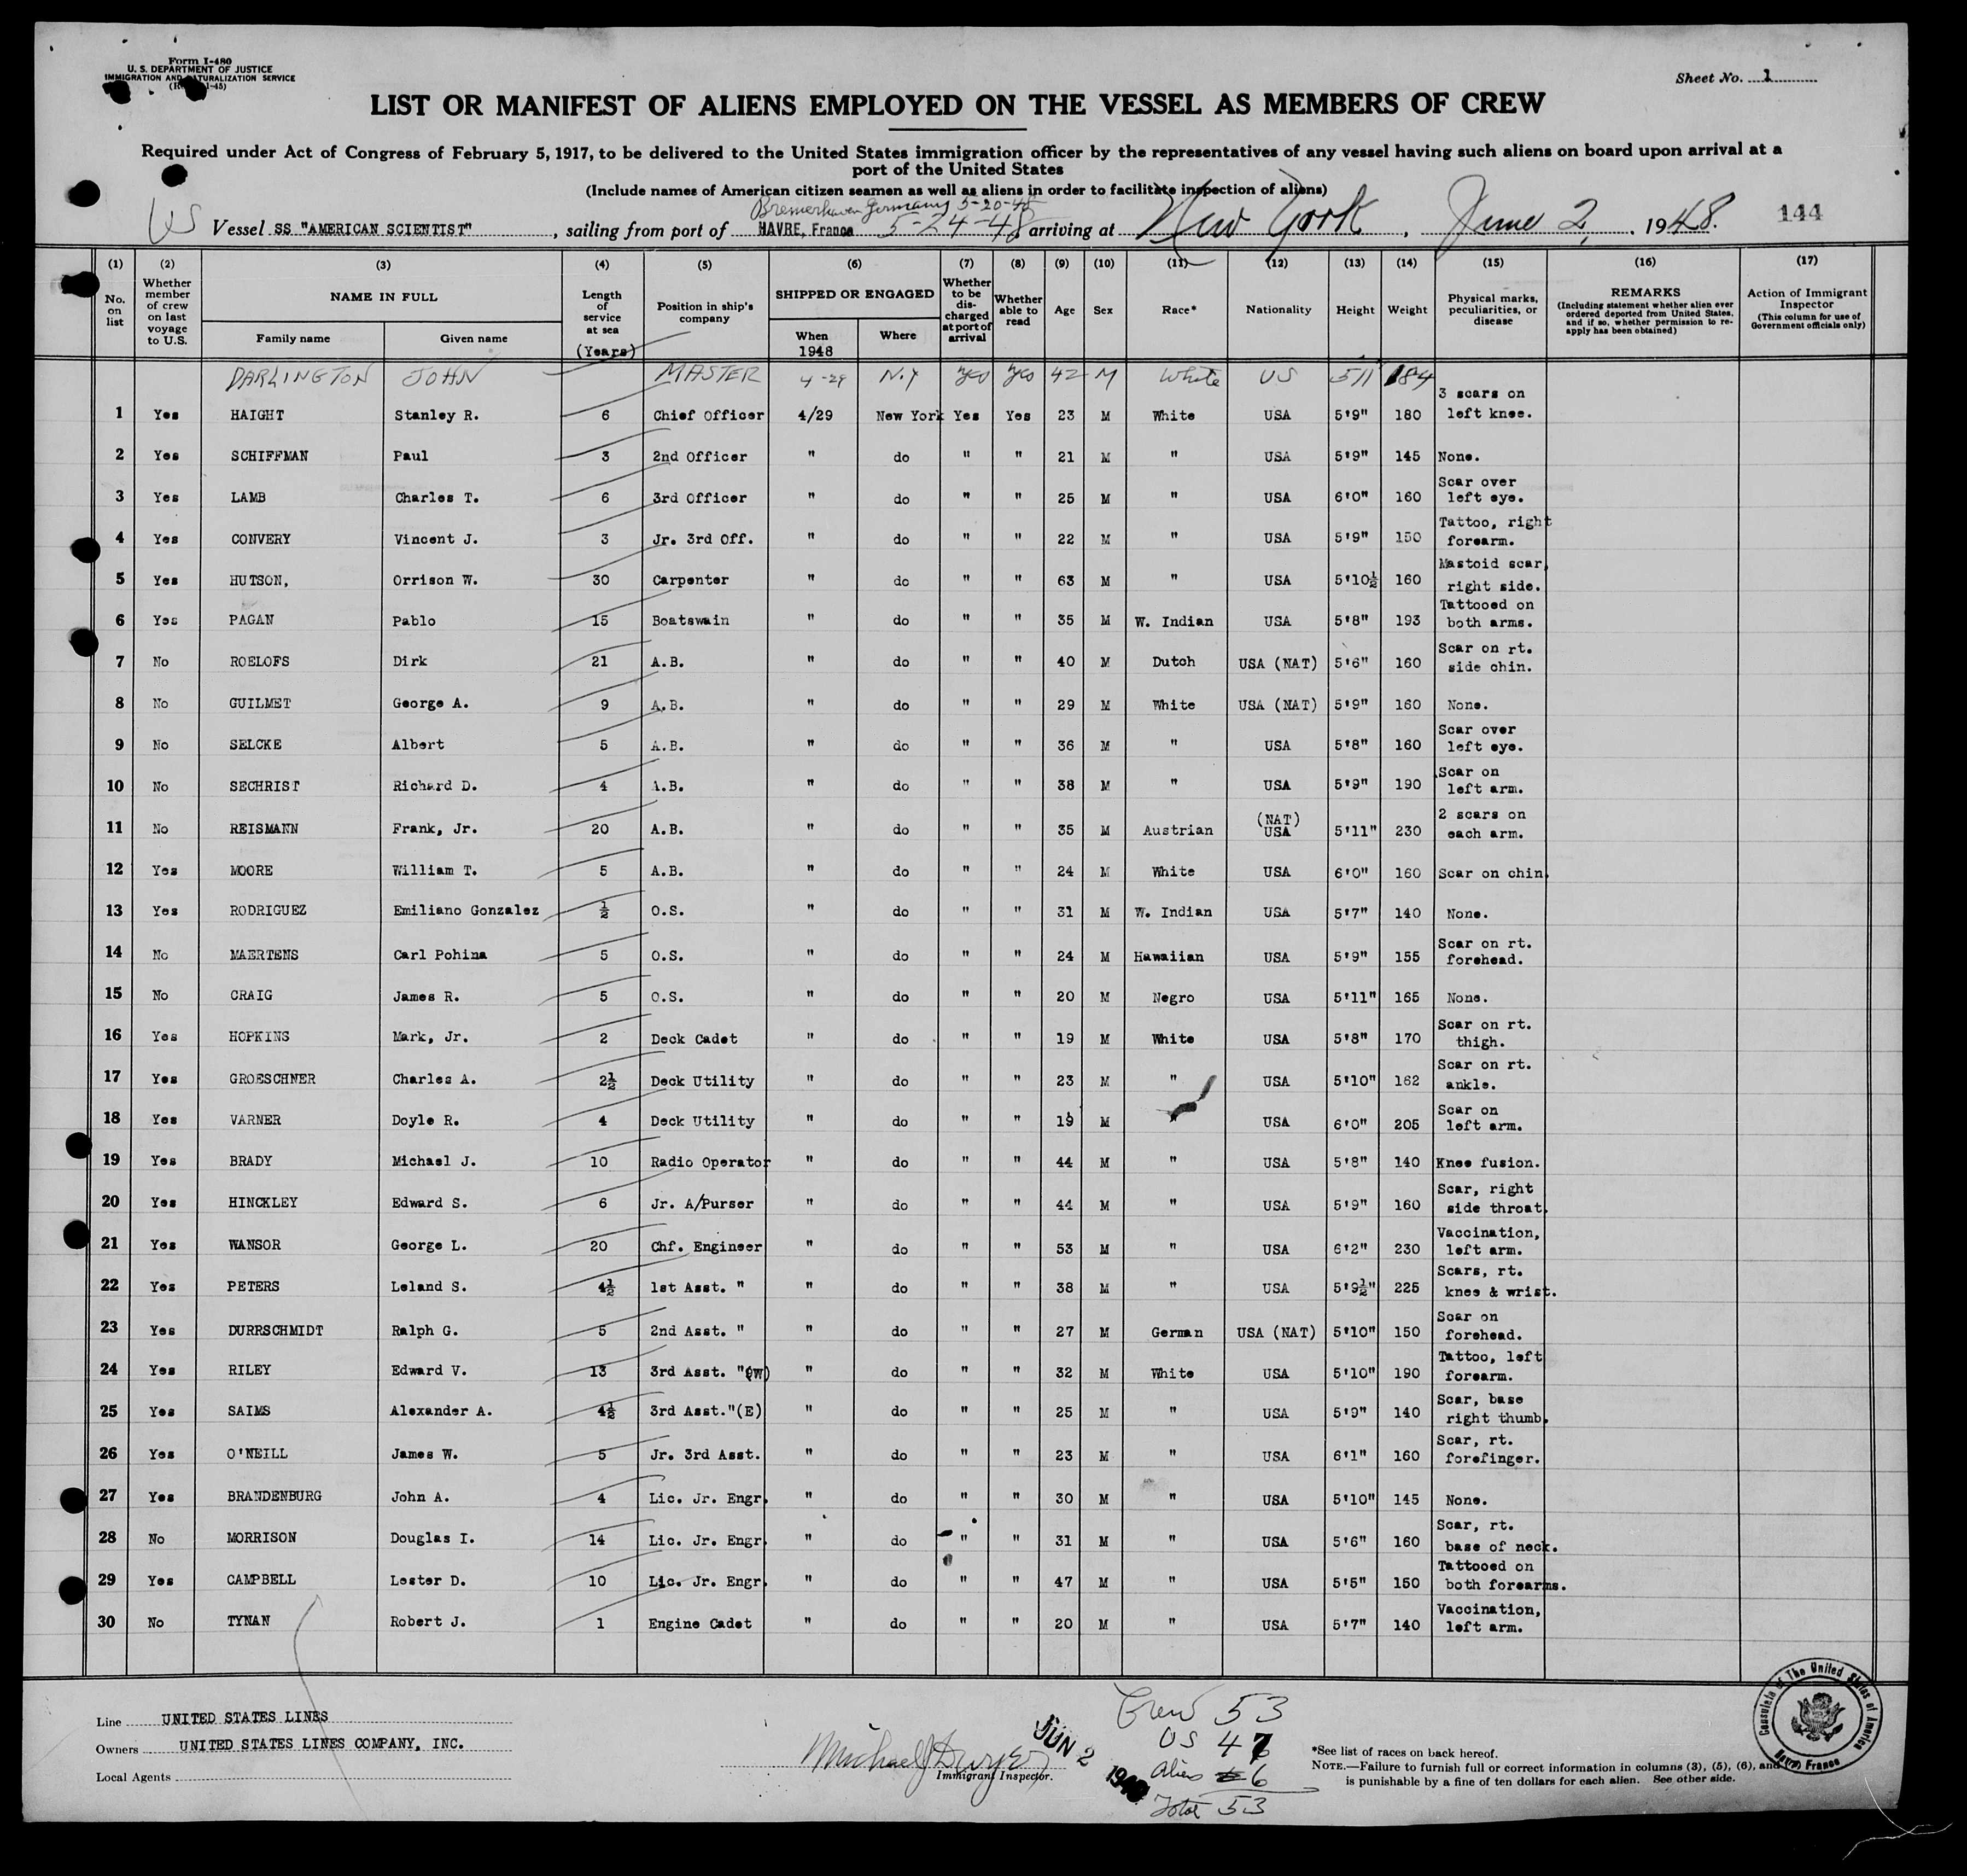 Form I-480
U. S. DEPARTMENT OF JUSTICE
IMMIGRATION AND NATURALIZATION SERVICE
Sheet No. 1
LIST OR MANIFEST OF ALIENS EMPLOYED ON THE VESSEL AS MEMBERS OF CREW
Required under Act of Congress of February 5, 1917, to be delivered to the United States immigration officer by the representatives of any vessel having such aliens on board upon arrival at a
port of the United States
(Include names of American citizen seamen as well as aliens in order to facilitate inspection of aliens)
Bremerhaven Germany 5-20-48
US Vessel SS "AMERICAN SCIENTIST", sailing from port of HAVRE, France 5-24-48 arriving at New York, June 2, 1948. 144
(1) No. on list
(2) Whether member of crew on last voyage to U.S.
(3) NAME IN FULL Family name Given name
(4) Length of service at sea (Years)
(5) Position in ship's company
(6) SHIPPED OR ENGAGED When 1948 Where
(7) Whether to be discharged at port of arrival
(8) Whether able to read
(9) Age
(10) Sex
(11) Race*
(12) Nationality
(13) Height
(14) Weight
(15) Physical marks, peculiarities, or disease
(16) REMARKS (Including statement whether alien ever ordered deported from United States, and if so, whether permission to re-apply has been obtained)
(17) Action of Immigrant Inspector (This column for use of Government officials only)
DARLINGTON JOHN MASTER 4-29 N.Y yes yes 42 M White US 511 184
1 Yes HAIGHT Stanley R. 6 Chief Officer 4/29 New York Yes Yes 23 M White USA 5'9" 180 3 scars on left knee.
2 Yes SCHIFFMAN Paul 3 2nd Officer " do " " 21 M " USA 5'9" 145 None.
3 Yes LAMB Charles T. 6 3rd Officer " do " " 25 M " USA 6'0" 160 Scar over left eye.
4 Yes CONVERY Vincent J. 3 Jr. 3rd Off. " do " " 22 M " USA 5'9" 150 Tattoo, right forearm.
5 Yes HUTSON, Orrison W. 30 Carpenter " do " " 63 M " USA 5'10½ 160 Mastoid scar, right side.
6 Yes PAGAN Pablo 15 Boatswain " do " " 35 M W. Indian USA 5'8" 193 Tattooed on both arms.
7 No ROELOFS Dirk 21 A.B. " do " " 40 M Dutch USA (NAT) 5'6" 160 Scar on rt. side chin.
8 No GUILMET George A. 9 A.B. " do " " 29 M White USA (NAT) 5'9" 160 None.
9 No SELCKE Albert 5 A.B. " do " " 36 M " USA 5'8" 160 Scar over left eye.
10 No SECHRIST Richard D. 4 A.B. " do " " 38 M " USA 5'9" 190 Scar on left arm.
11 No REISMANN Frank, Jr. 20 A.B. " do " " 35 M Austrian (NAT) USA 5'11" 230 2 scars on each arm.
12 Yes MOORE William T. 5 A.B. " do " " 24 M White USA 6'0" 160 Scar on chin.
13 Yes RODRIGUEZ Emiliano Gonzalez ½ O.S. " do " " 31 M W. Indian USA 5'7" 140 None.
14 No MAERTENS Carl Pohina 5 O.S. " do " " 24 M Hawaiian USA 5'9" 155 Scar on rt. forehead.
15 No CRAIG James R. 5 O.S. " do " " 20 M Negro USA 5'11" 165 None.
16 Yes HOPKINS Mark, Jr. 2 Deck Cadet " do " " 19 M White USA 5'8" 170 Scar on rt. thigh.
17 Yes GROESCHNER Charles A. 2½ Deck Utility " do " " 23 M " USA 5'10" 162 Scar on rt. ankle.
18 Yes VARNER Doyle R. 4 Deck Utility " do " " 19 M USA 6'0" 205 Scar on left arm.
19 Yes BRADY Michael J. 10 Radio Operator " do " " 44 M " USA 5'8" 140 Knee fusion.
20 Yes HINCKLEY Edward S. 6 Jr. A/Purser " do " " 44 M " USA 5'9" 160 Scar, right side throat.
21 Yes WANSOR George L. 20 Chf. Engineer " do " " 53 M " USA 6'2" 230 Vaccination, left arm.
22 Yes PETERS Leland S. 4½ 1st Asst. " " do " " 38 M " USA 5'9½" 225 Scars, rt. knee & wrist.
23 Yes DURRSCHMIDT Ralph G. 5 2nd Asst. " " do " " 27 M German USA (NAT) 5'10" 150 Scar on forehead.
24 Yes RILEY Edward V. 13 3rd Asst. "(W) " do " " 32 M White USA 5'10" 190 Tattoo, left forearm.
25 Yes SAIMS Alexander A. 4½ 3rd Asst."(E) " do " " 25 M " USA 5'9" 140 Scar, base right thumb.
26 Yes O'NEILL James W. 5 Jr. 3rd Asst. " do " " 23 M " USA 6'1" 160 Scar, rt. forefinger.
27 Yes BRANDENBURG John A. 4 Lic. Jr. Engr. " do " " 30 M " USA 5'10" 145 None.
28 No MORRISON Douglas I. 14 Lic. Jr. Engr. " do " " 31 M " USA 5'6" 160 Scar, rt. base of neck.
29 Yes CAMPBELL Lester D. 10 Lic. Jr. Engr. " do " " 47 M " USA 5'5" 150 Tattooed on both forearms.
30 No TYNAN Robert J. 1 Engine Cadet " do " " 20 M " USA 5'7" 140 Vaccination, left arm.
Line UNITED STATES LINES
Owners UNITED STATES LINES COMPANY, INC.
Local Agents
Michael J Dwyer
Immigrant Inspector.
JUN 2 1948
Crew 53
US 47
Aliens 6
Total 53
*See list of races on back hereof.
NOTE.—Failure to furnish full or correct information in columns (3), (5), (6), and
is punishable by a fine of ten dollars for each alien. See other side.
Consulate of The United States of America
Havre, France